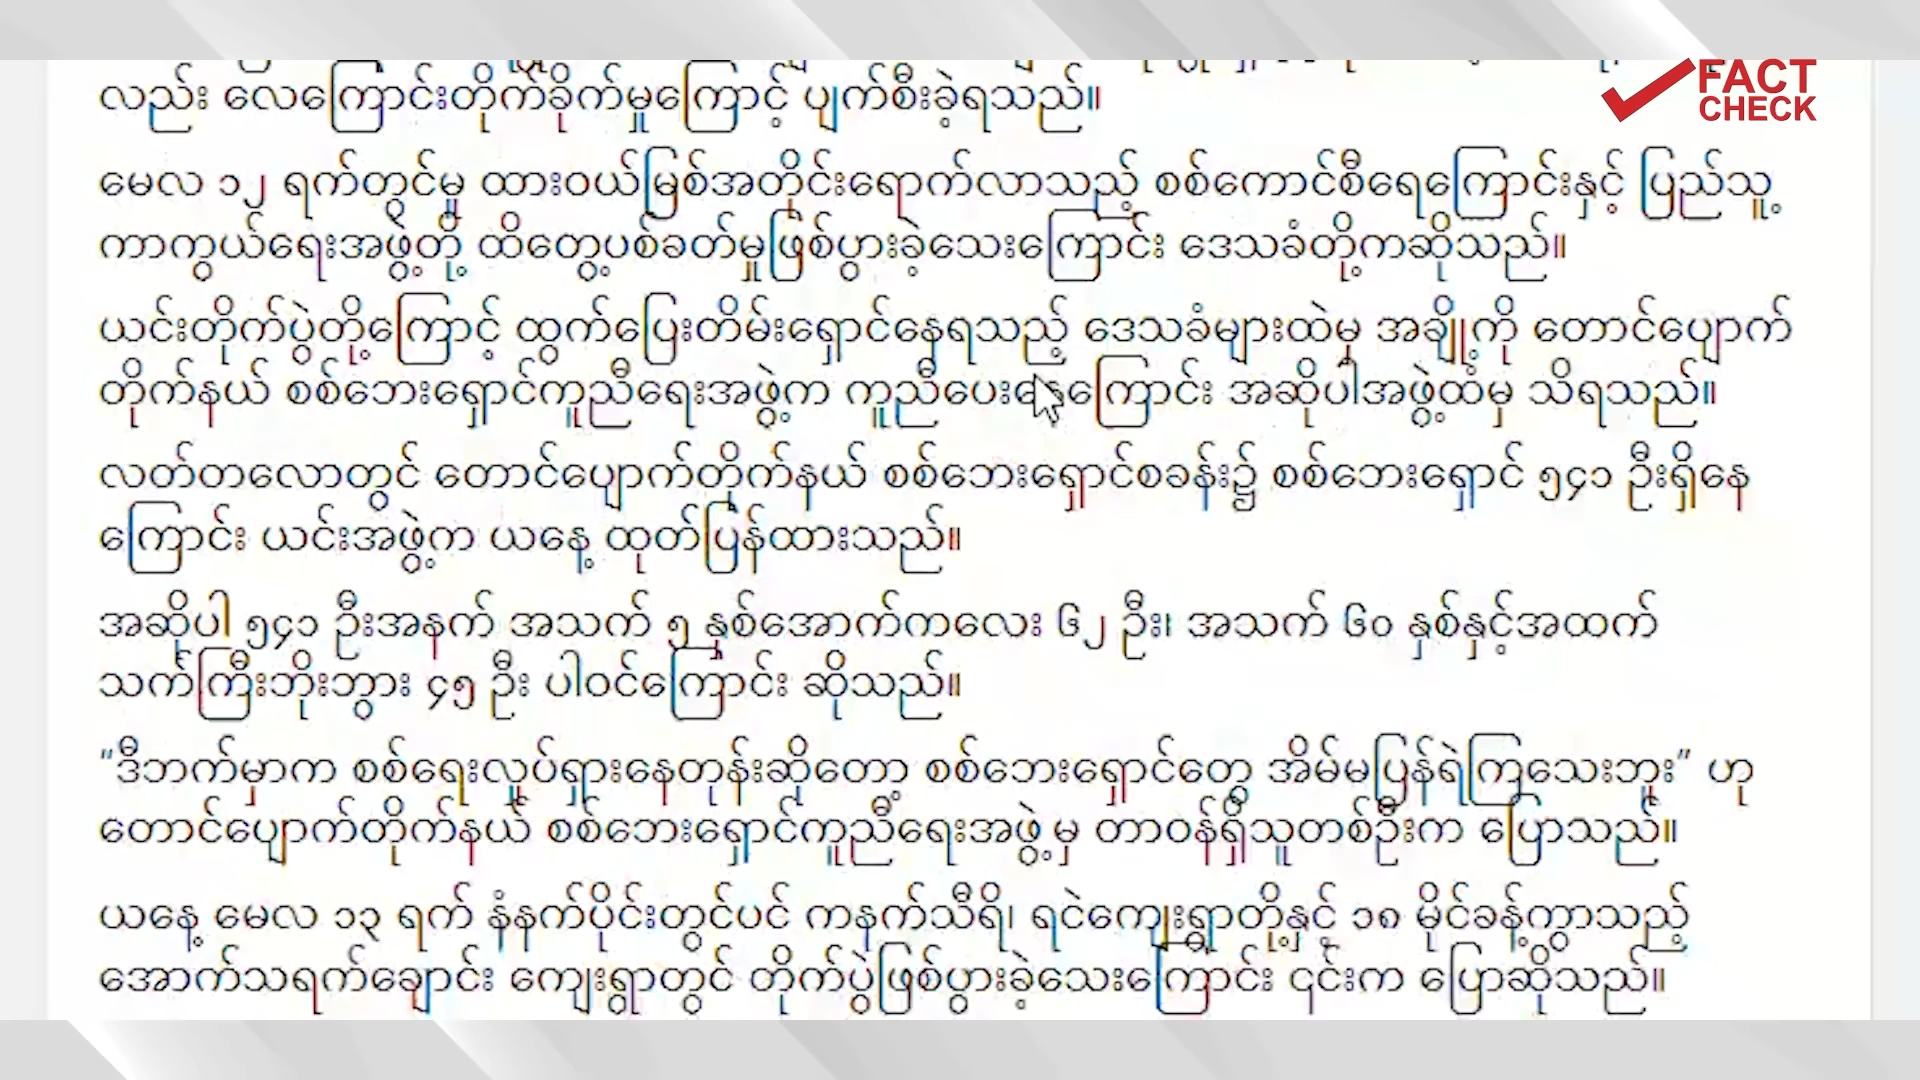 လည်း လေကြောင်းတိုက်ခိုက်မှုကြောင့် ပျက်စီးခဲ့ရသည်။
FACT
CHECK
မေလ ၁၂ ရက်တွင်မူ ထားဝယ်မြစ်အတိုင်းရောက်လာသည့် စစ်ကောင်စီရေကြောင်းနှင့် ပြည်သူ့
ကာကွယ်ရေးအဖွဲ့တို့ ထိတွေ့ပစ်ခတ်မှုဖြစ်ပွားခဲ့သေးကြောင်း ဒေသခံတို့ကဆိုသည်။
ယင်းတိုက်ပွဲတို့ကြောင့် ထွက်ပြေးတိမ်းရှောင်နေရသည့် ဒေသခံများထဲမှ အချို့ကို တောင်ပျောက်
တိုက်နယ် စစ်ဘေးရှောင်ကူညီရေးအဖွဲ့က ကူညီပေးနေကြောင်း အဆိုပါအဖွဲ့ထံမှ သိရသည်။
လတ်တလောတွင် တောင်ပျောက်တိုက်နယ် စစ်ဘေးရှောင်စခန်း၌ စစ်ဘေးရှောင် ၅၄၁ ဦးရှိနေ
ကြောင်း ယင်းအဖွဲ့က ယနေ့ ထုတ်ပြန်ထားသည်။
အဆိုပါ ၅၄၁ ဦးအနက် အသက် ၅ နှစ်အောက်ကလေး ၆၂ ဦး၊ အသက် ၆၀ နှစ်နှင့်အထက်
သက်ကြီးဘိုးဘွား ၄၅ ဦး ပါဝင်ကြောင်း ဆိုသည်။
“ဒီဘက်မှာက စစ်ရေးလှုပ်ရှားနေတုန်းဆိုတော့ စစ်ဘေးရှောင်တွေ အိမ်မပြန်ရဲကြသေးဘူး” ဟု
တောင်ပျောက်တိုက်နယ် စစ်ဘေးရှောင်ကူညီရေးအဖွဲ့မှ တာဝန်ရှိသူတစ်ဦးက ပြောသည်။
ယနေ့ မေလ ၁၃ ရက် နံနက်ပိုင်းတွင်ပင် ကနက်သီရိ၊ ရငဲကျေးရွာတို့နှင့် ၁၈ မိုင်ခန့်ကွာသည့်
အောက်သရက်ချောင်း ကျေးရွာတွင် တိုက်ပွဲဖြစ်ပွားခဲ့သေးကြောင်း ၎င်းက ပြောဆိုသည်။